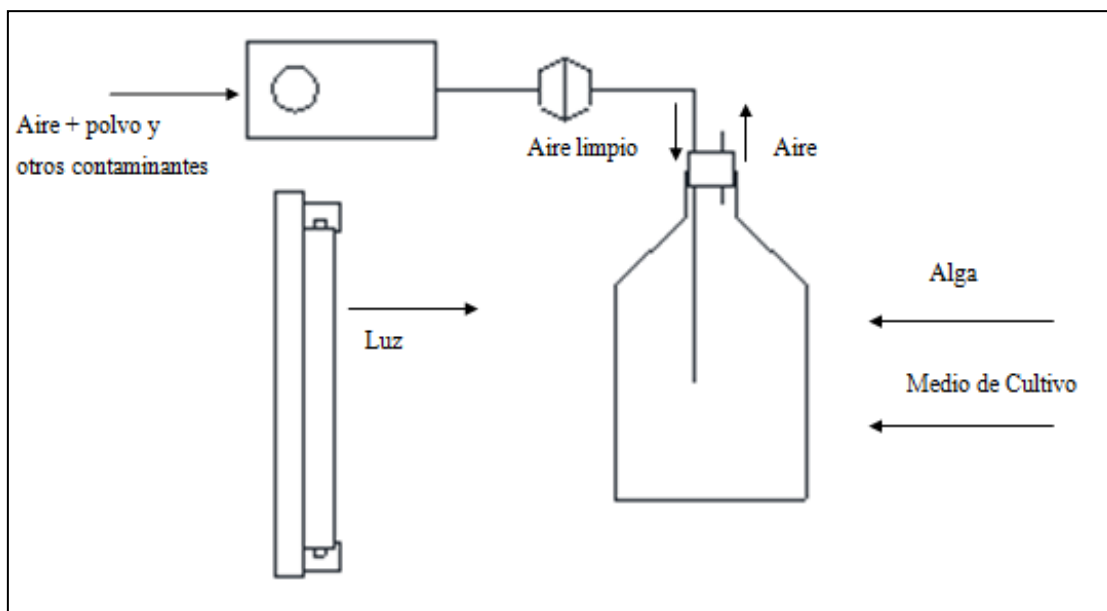 Aire + polvo y
otros contaminantes
Aire limpio
Aire
Luz
Alga
Medio de Cultivo